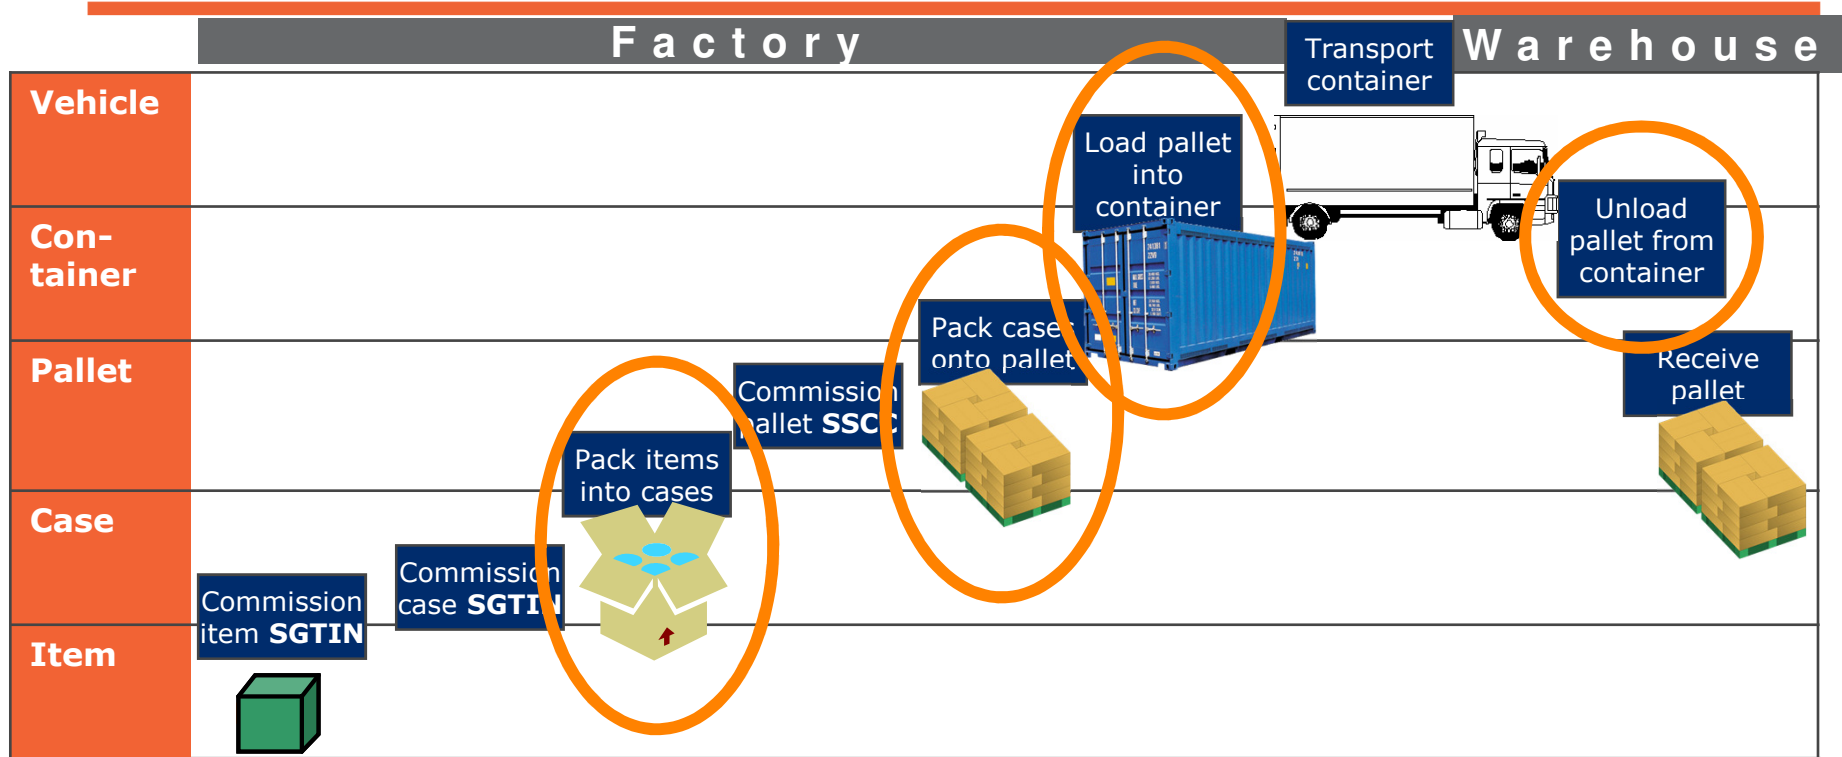 Factory
Transport
container
Warehouse
Vehicle
Load pallet
into
container
Unload
pallet from
container
Con-
tainer
Pack cases
onto pallet
Receive
pallet
Pallet
Commission
pallet SSCC
Pack items
into cases
Case
Commission
case SGTIN
Commission
item SGTIN
Item